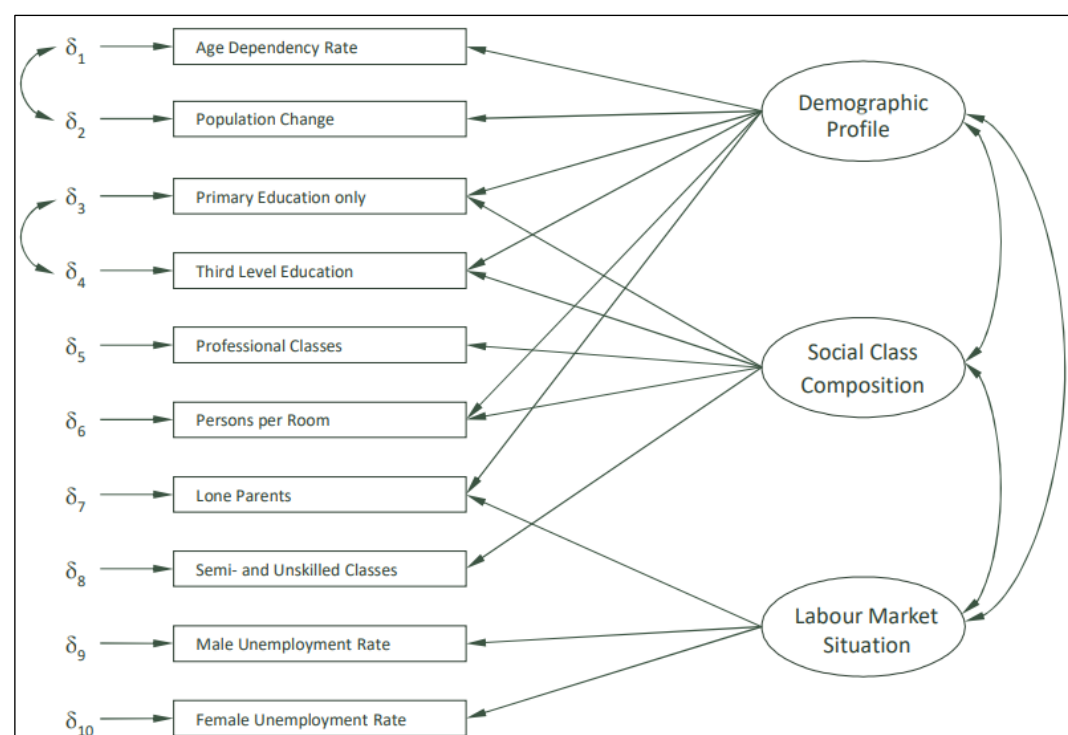 δ1
Age Dependency Rate
δ2
Population Change
δ3
Primary Education only
δ4
Third Level Education
δ5
Professional Classes
δ6
Persons per Room
δ7
Lone Parents
δ8
Semi- and Unskilled Classes
δ9
Male Unemployment Rate
δ10
Female Unemployment Rate
Demographic
Profile
Social Class
Composition
Labour Market
Situation